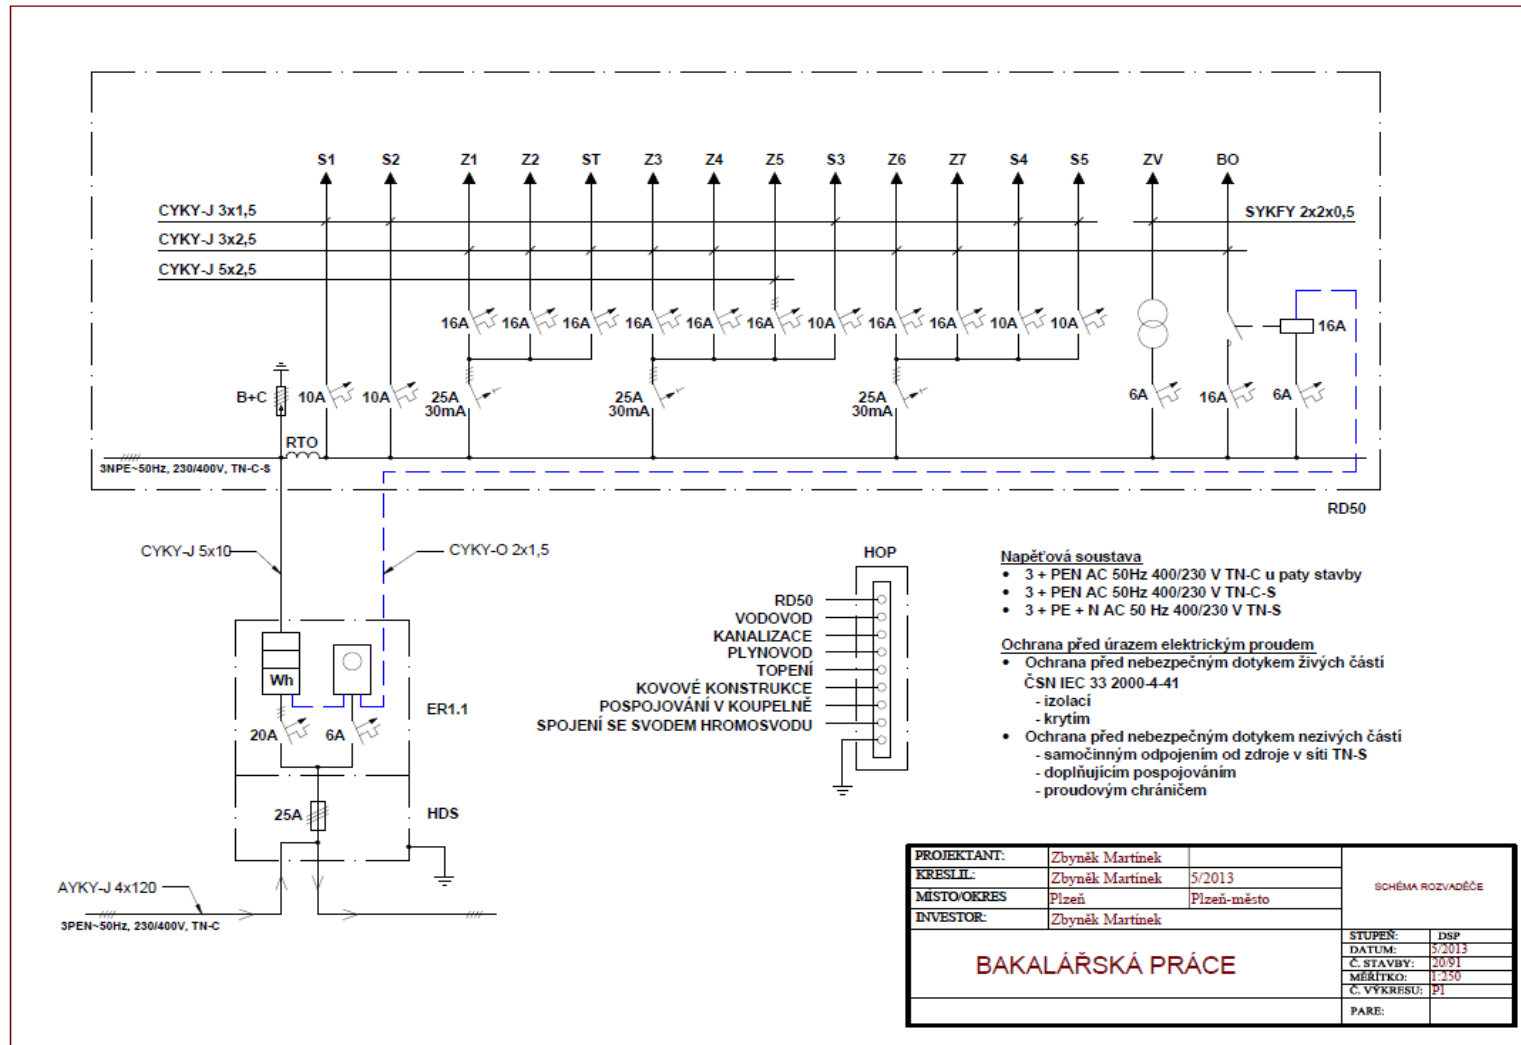 S1 S2 Z1 Z2 ST Z3 Z4 Z5 S3 Z6 Z7 S4 S5 ZV BO
CYKY-J 3x1,5
SYKFY 2x2x0,5
CYKY-J 3x2,5
CYKY-J 5x2,5
16A 16A 16A 16A 16A 16A 10A 16A 16A 10A 10A 16A
B+C 10A 10A 25A 25A 25A 6A 16A 6A
30mA 30mA 30mA
RTO
3NPE~50Hz, 230/400V, TN-C-S
RD50
CYKY-J 5x10
CYKY-O 2x1,5
Wh
ER1.1
20A 6A
25A
HDS
AYKY-J 4x120
3PEN~50Hz, 230/400V, TN-C
HOP
RD50
VODOVOD
KANALIZACE
PLYNOVOD
TOPENÍ
KOVOVÉ KONSTRUKCE
POSPOJOVÁNÍ V KOUPELNĚ
SPOJENÍ SE SVODEM HROMOSVODU
Napěťová soustava
• 3 + PEN AC 50Hz 400/230 V TN-C u paty stavby
• 3 + PEN AC 50Hz 400/230 V TN-C-S
• 3 + PE + N AC 50 Hz 400/230 V TN-S
Ochrana před úrazem elektrickým proudem
• Ochrana před nebezpečným dotykem živých částí
ČSN IEC 33 2000-4-41
- izolací
- krytím
• Ochrana před nebezpečným dotykem nezivých částí
- samočinným odpojením od zdroje v síti TN-S
- doplňujícím pospojováním
- proudovým chráničem
PROJEKTANT: Zbyněk Martínek
KRESLIL: Zbyněk Martínek 5/2013
MÍSTO/OKRES Plzeň Plzeň-město
INVESTOR: Zbyněk Martínek
SCHÉMA ROZVADĚČE
BAKALÁŘSKÁ PRÁCE
STUPEŇ: DSP
DATUM: 5/2013
Č. STAVBY: 20/91
MĚŘÍTKO: 1:250
Č. VÝKRESU: P1
PARE: